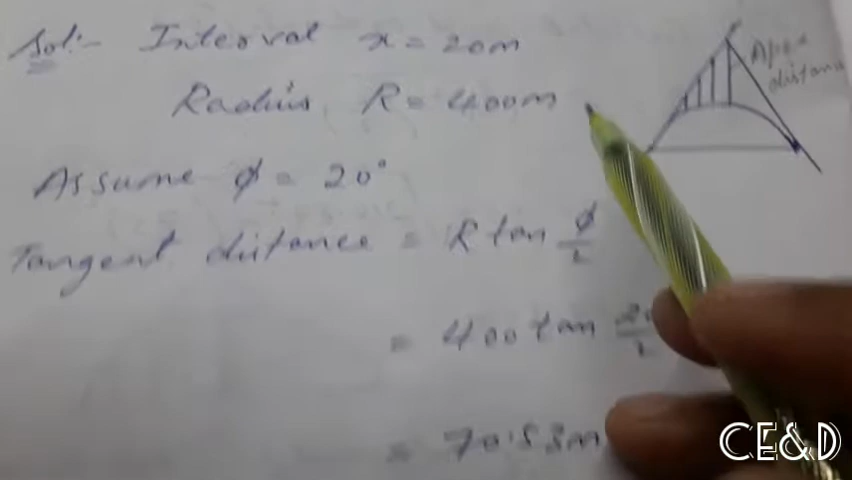 Sol:- Interval x = 20m
Radius R = 400m
Apex
distance
Assume φ = 20°
Tangent distance = R tan φ/2
= 400 tan 20/2
= 70.53m
CE&D